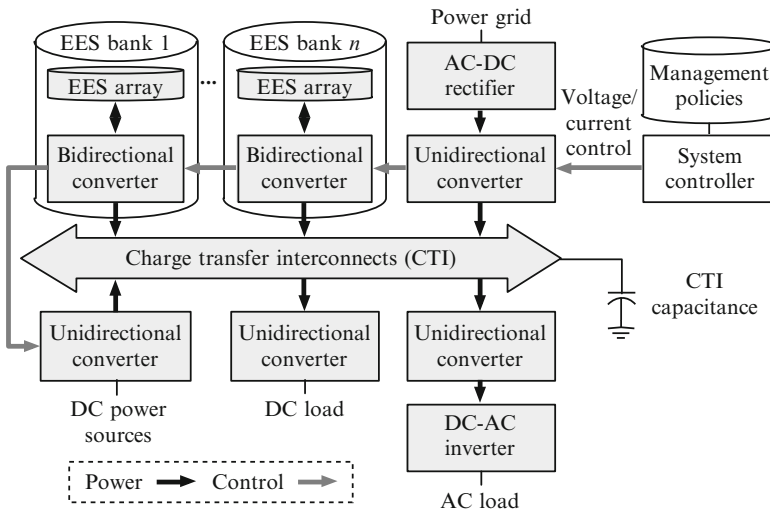 Power grid
EES bank 1
...
EES bank n
EES array
EES array
AC-DC
rectifier
Management
policies
Voltage/
current
control
Bidirectional
converter
Bidirectional
converter
Unidirectional
converter
System
controller
Charge transfer interconnects (CTI)
CTI
capacitance
Unidirectional
converter
Unidirectional
converter
Unidirectional
converter
DC power
sources
DC load
DC-AC
inverter
Power
Control
AC load